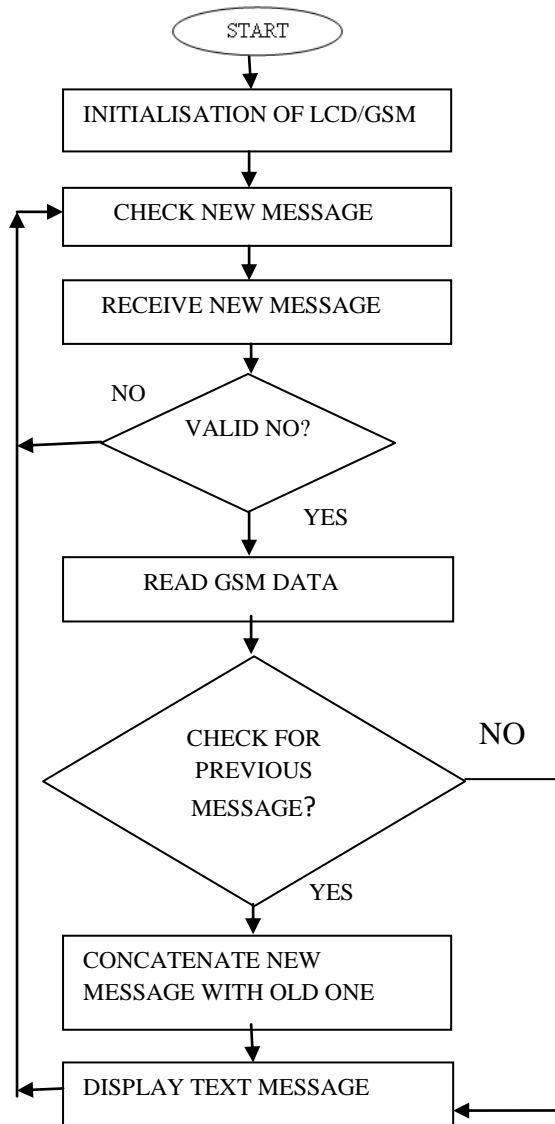 START
INITIALISATION OF LCD/GSM
CHECK NEW MESSAGE
RECEIVE NEW MESSAGE
NO
VALID NO?
YES
READ GSM DATA
CHECK FOR
PREVIOUS
MESSAGE?
NO
YES
CONCATENATE NEW
MESSAGE WITH OLD ONE
DISPLAY TEXT MESSAGE